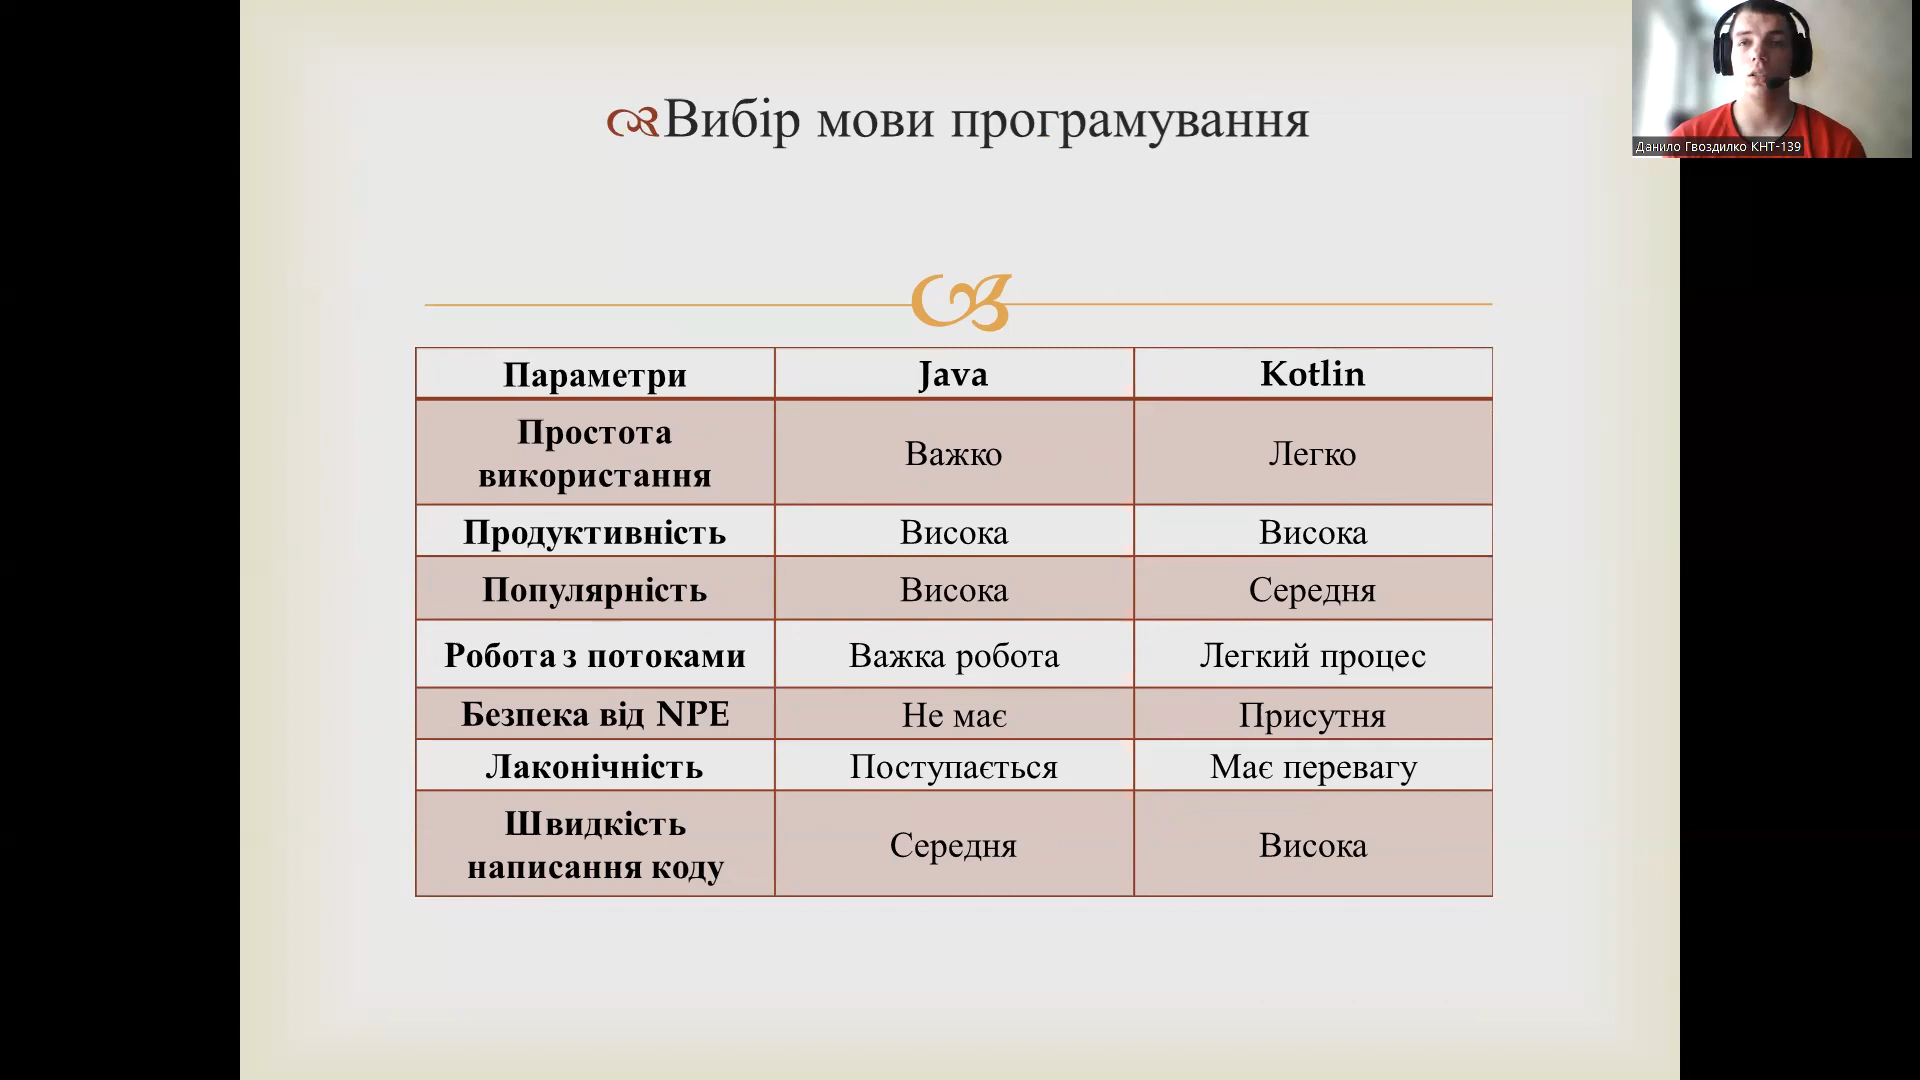 Вибір мови програмування
Данило Гвоздилко КНТ-139
Параметри Java Kotlin
Простота
використання Важко Легко
Продуктивність Висока Висока
Популярність Висока Середня
Робота з потоками Важка робота Легкий процес
Безпека від NPE Не має Присутня
Лаконічність Поступається Має перевагу
Швидкість
написання коду Середня Висока